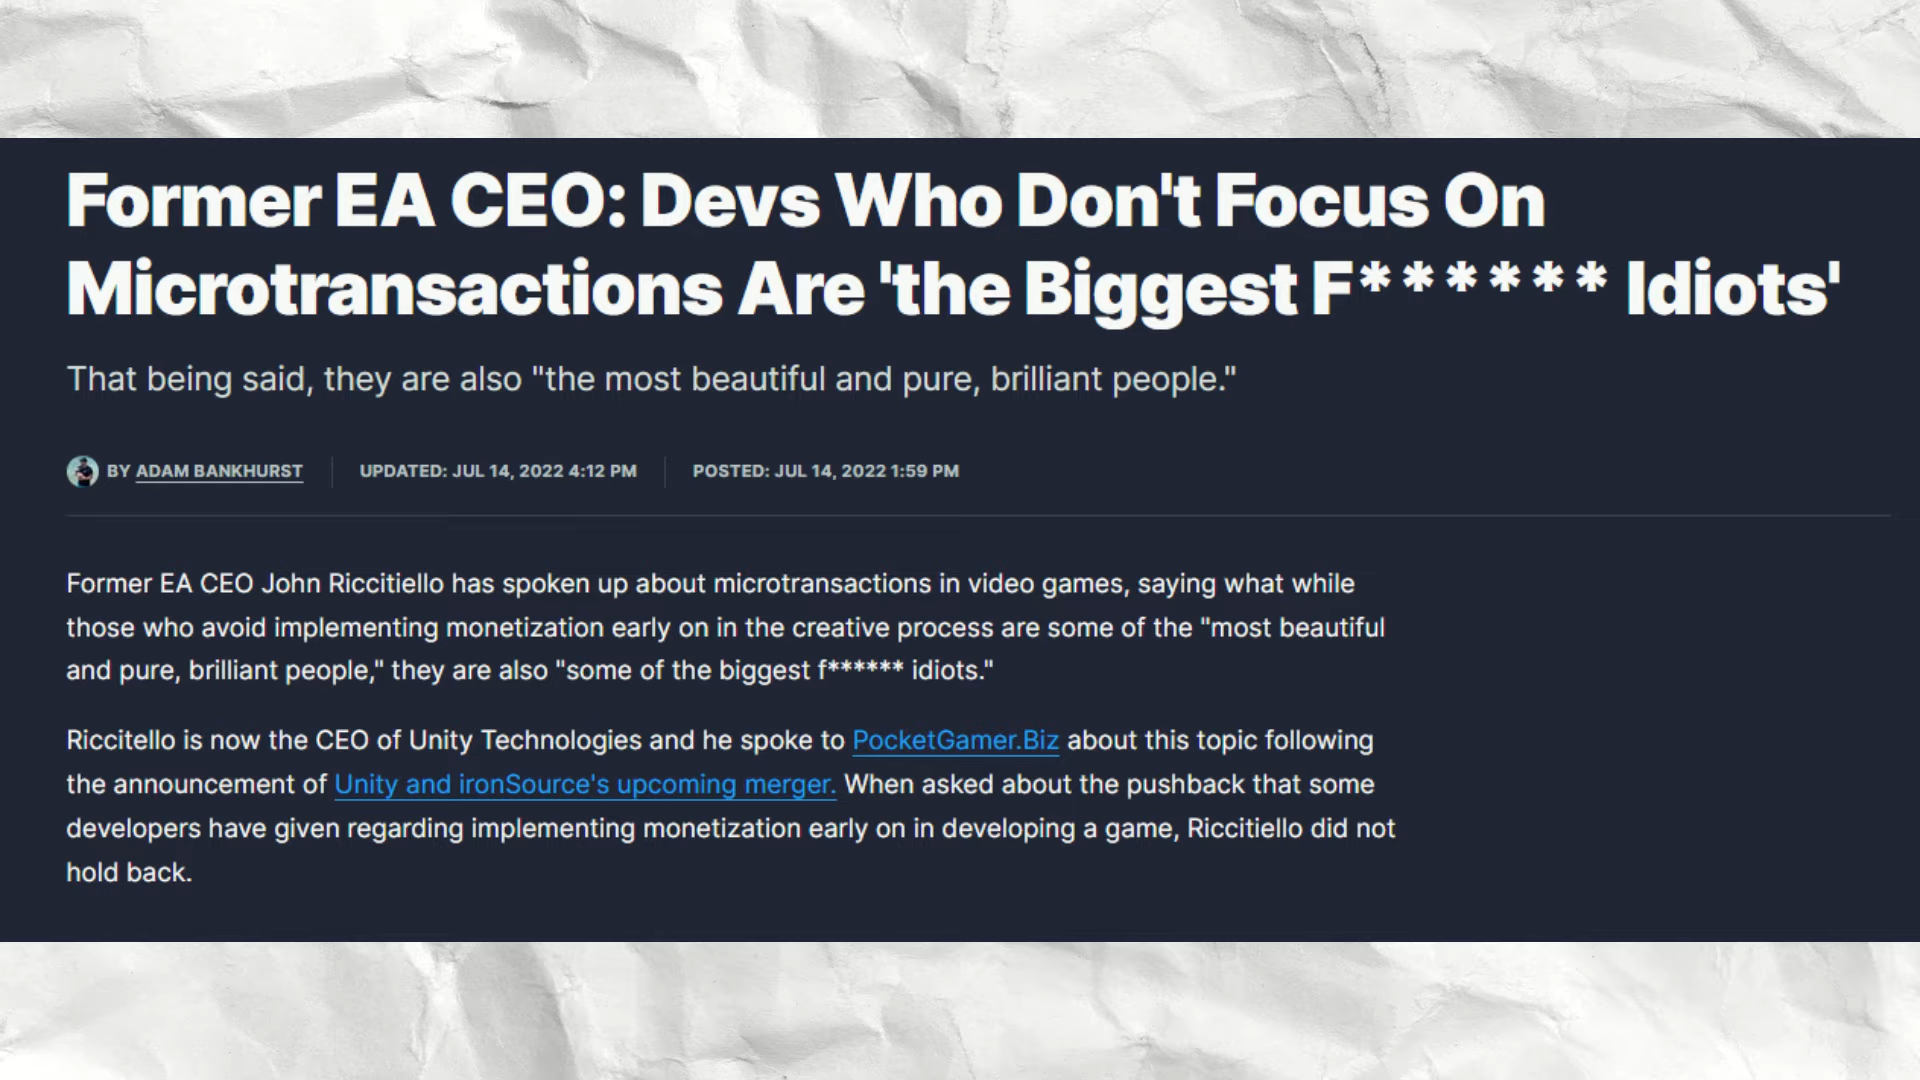 Former EA CEO: Devs Who Don't Focus On
Microtransactions Are 'the Biggest F****** Idiots'
That being said, they are also "the most beautiful and pure, brilliant people."
BY ADAM BANKHURST
UPDATED: JUL 14, 2022 4:12 PM
POSTED: JUL 14, 2022 1:59 PM
Former EA CEO John Riccitiello has spoken up about microtransactions in video games, saying what while
those who avoid implementing monetization early on in the creative process are some of the "most beautiful
and pure, brilliant people," they are also "some of the biggest f****** idiots."
Riccitello is now the CEO of Unity Technologies and he spoke to PocketGamer.Biz about this topic following
the announcement of Unity and ironSource's upcoming merger. When asked about the pushback that some
developers have given regarding implementing monetization early on in developing a game, Riccitiello did not
hold back.